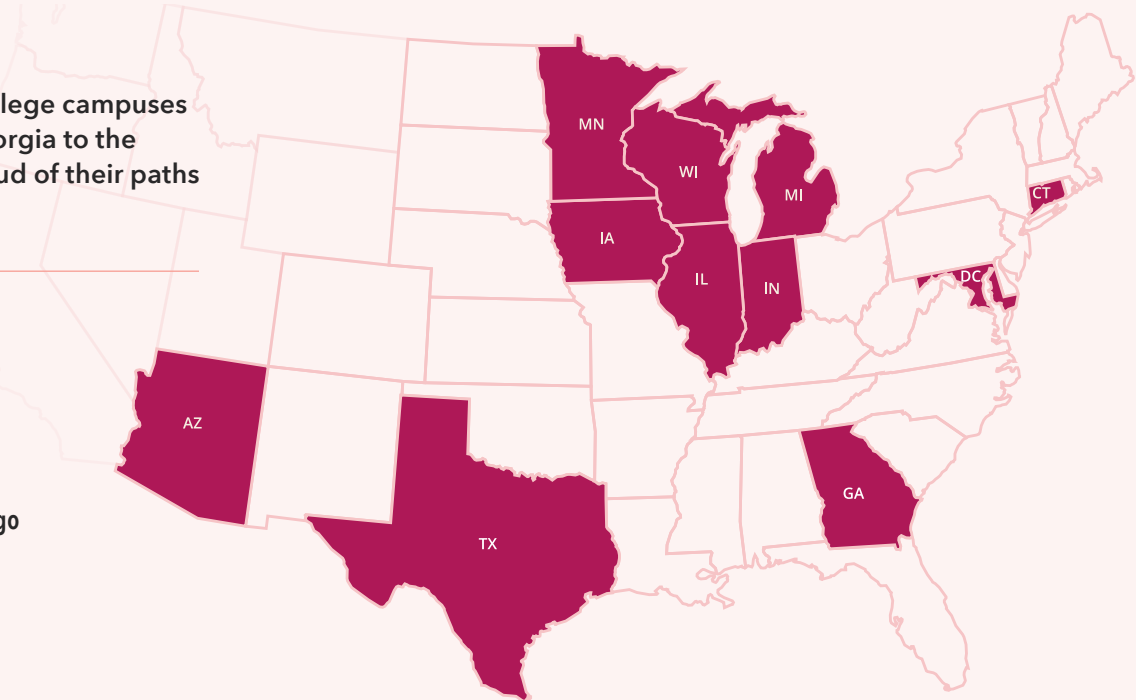 llege campuses
orgia to the
ud of their paths
go
MN
WI
MI
CT
IA
IL
IN
DC
AZ
GA
TX